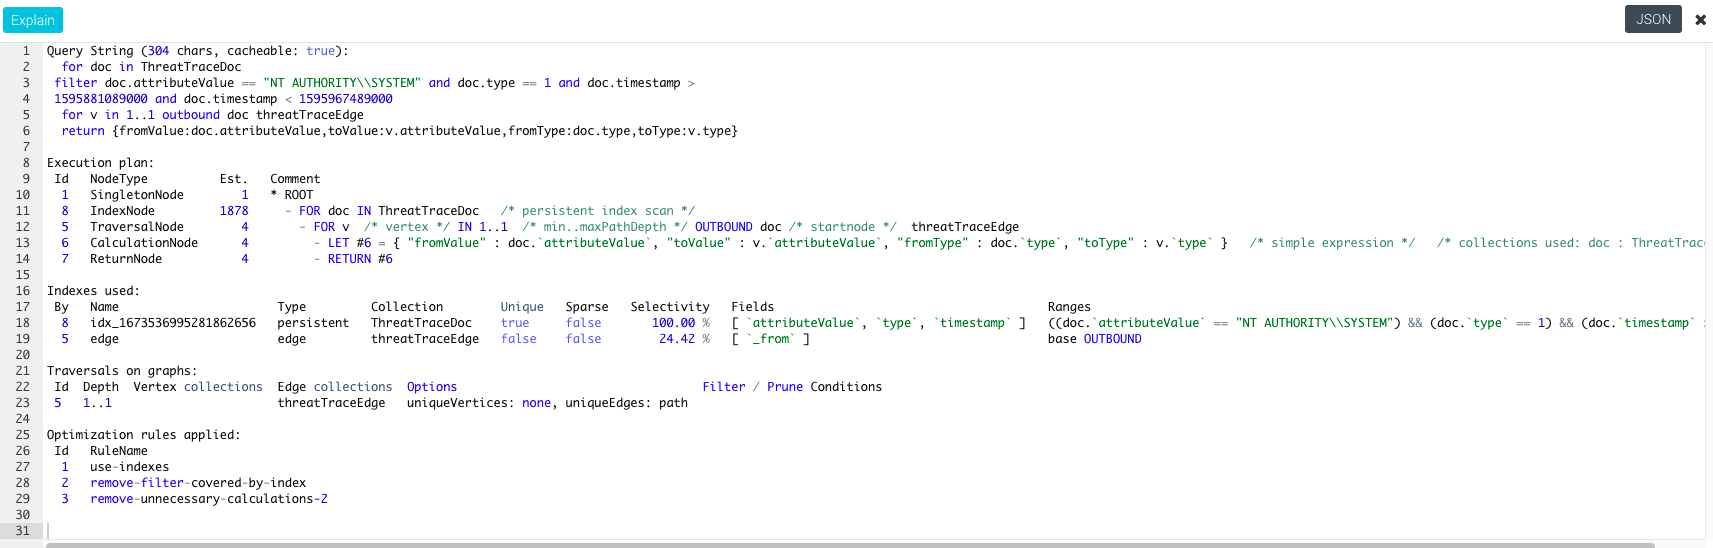 Explain JSON ✖
1 Query String (304 chars, cacheable: true):
2 for doc in ThreatTraceDoc
3 filter doc.attributeValue == "NT AUTHORITY\\SYSTEM" and doc.type == 1 and doc.timestamp >
4 1595881089000 and doc.timestamp < 1595967489000
5 for v in 1..1 outbound doc threatTraceEdge
6 return {fromValue:doc.attributeValue,toValue:v.attributeValue,fromType:doc.type,toType:v.type}
7
8 Execution plan:
9 Id NodeType Est. Comment
10 1 SingletonNode 1 * ROOT
11 8 IndexNode 1878 - FOR doc IN ThreatTraceDoc /* persistent index scan */
12 5 TraversalNode 4 - FOR v /* vertex */ IN 1..1 /* min..maxPathDepth */ OUTBOUND doc /* startnode */ threatTraceEdge
13 6 CalculationNode 4 - LET #6 = { "fromValue" : doc.`attributeValue`, "toValue" : v.`attributeValue`, "fromType" : doc.`type`, "toType" : v.`type` } /* simple expression */ /* collections used: doc : ThreatTrac
14 7 ReturnNode 4 - RETURN #6
15
16 Indexes used:
17 By Name Type Collection Unique Sparse Selectivity Fields Ranges
18 8 idx_1673536995281862656 persistent ThreatTraceDoc true false 100.00 % [ `attributeValue`, `type`, `timestamp` ] ((doc.`attributeValue` == "NT AUTHORITY\\SYSTEM") && (doc.`type` == 1) && (doc.`timestamp`
19 5 edge edge threatTraceEdge false false 24.42 % [ `_from` ] base OUTBOUND
20
21 Traversals on graphs:
22 Id Depth Vertex collections Edge collections Options Filter / Prune Conditions
23 5 1..1 threatTraceEdge uniqueVertices: none, uniqueEdges: path
24
25 Optimization rules applied:
26 Id RuleName
27 1 use-indexes
28 2 remove-filter-covered-by-index
29 3 remove-unnecessary-calculations-2
30
31